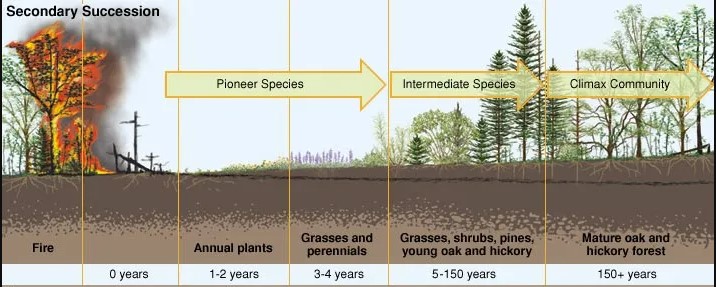 Secondary Succession
Pioneer Species
Intermediate Species
Climax Community
Fire
Annual plants
Grasses and
perennials
Grasses, shrubs, pines,
young oak and hickory
Mature oak and
hickory forest
0 years
1-2 years
3-4 years
5-150 years
150+ years